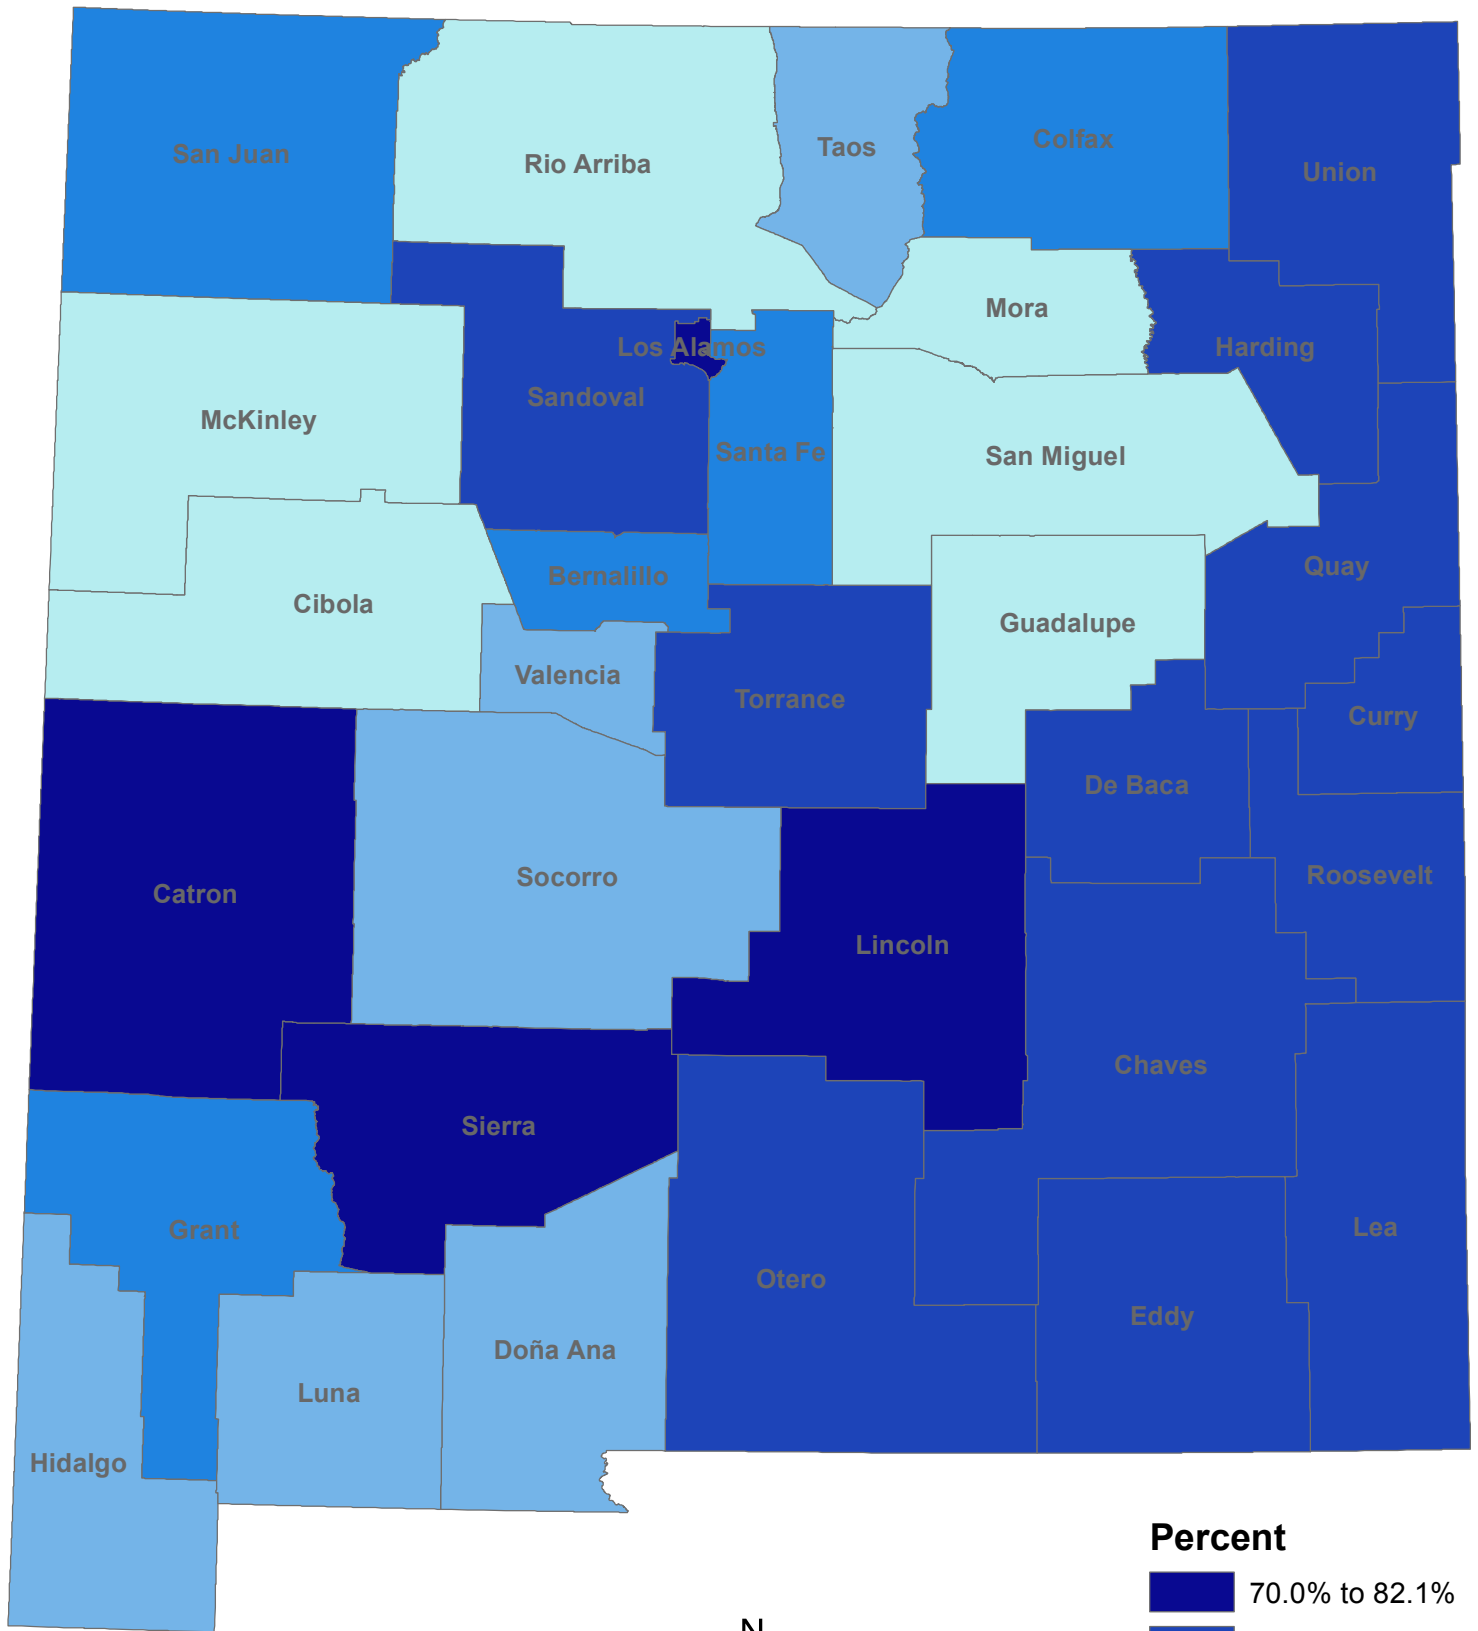 San Juan
Rio Arriba
Taos
Colfax
Union
Mora
Harding
Los Alamos
Sandoval
McKinley
Santa Fe
San Miguel
Quay
Bernalillo
Cibola
Guadalupe
Valencia
Torrance
Curry
De Baca
Socorro
Roosevelt
Catron
Lincoln
Chaves
Sierra
Grant
Lea
Otero
Eddy
Doña Ana
Luna
Hidalgo
Percent
70.0% to 82.1%
N